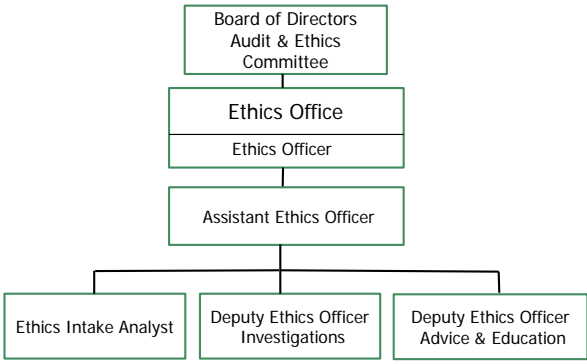 Board of Directors
Audit & Ethics
Committee
Ethics Office
Ethics Officer
Assistant Ethics Officer
Ethics Intake Analyst
Deputy Ethics Officer
Investigations
Deputy Ethics Officer
Advice & Education